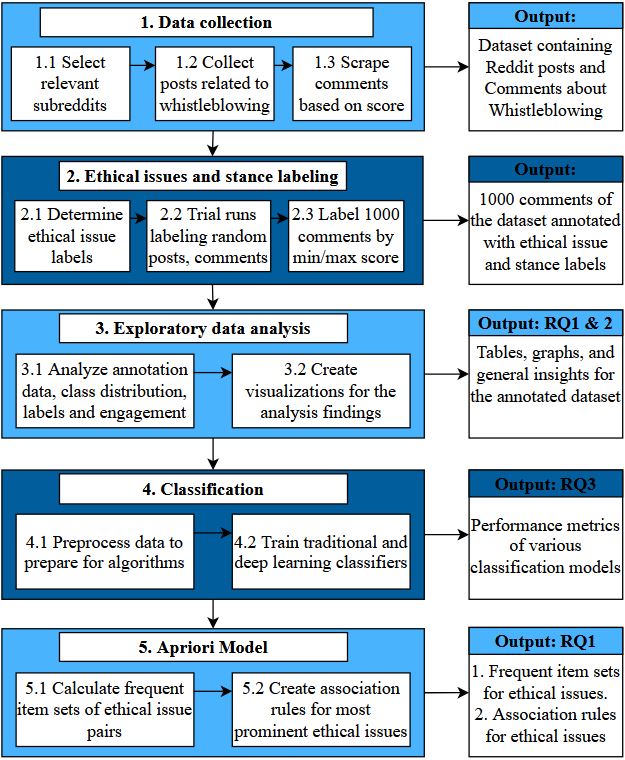 1. Data collection
1.1 Select
relevant
subreddits
1.2 Collect
posts related to
whistleblowing
1.3 Scrape
comments
based on score
Output:
Dataset containing
Reddit posts and
Comments about
Whistleblowing
2. Ethical issues and stance labeling
2.1 Determine
ethical issue
labels
2.2 Trial runs
labeling random
posts, comments
2.3 Label 1000
comments by
min/max score
Output:
1000 comments of
the dataset annotated
with ethical issue
and stance labels
3. Exploratory data analysis
3.1 Analyze annotation
data, class distribution,
labels and engagement
3.2 Create
visualizations for the
analysis findings
Output: RQ1 & 2
Tables, graphs, and
general insights for
the annotated dataset
4. Classification
4.1 Preprocess data to
prepare for algorithms
4.2 Train traditional and
deep learning classifiers
Output: RQ3
Performance metrics
of various
classification models
5. Apriori Model
5.1 Calculate frequent
item sets of ethical issue
pairs
5.2 Create association
rules for most
prominent ethical issues
Output: RQ1
1. Frequent item sets
for ethical issues.
2. Association rules
for ethical issues